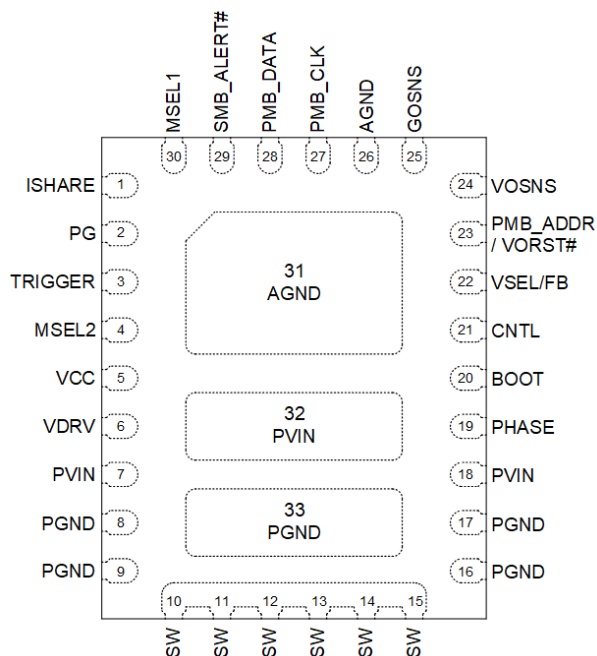 MSEL1
SMB_ALERT#
PMB_DATA
PMB_CLK
AGND
GOSNS
30 29 28 27 26 25
ISHARE 1
24 VOSNS
PG 2
23 PMB_ADDR
/ VORST#
TRIGGER 3
22 VSEL/FB
31
AGND
MSEL2 4
21 CNTL
VCC 5
20 BOOT
VDRV 6
19 PHASE
32
PVIN
PVIN 7
18 PVIN
PGND 8
17 PGND
33
PGND
PGND 9
16 PGND
10 11 12 13 14 15
SW SW SW SW SW SW